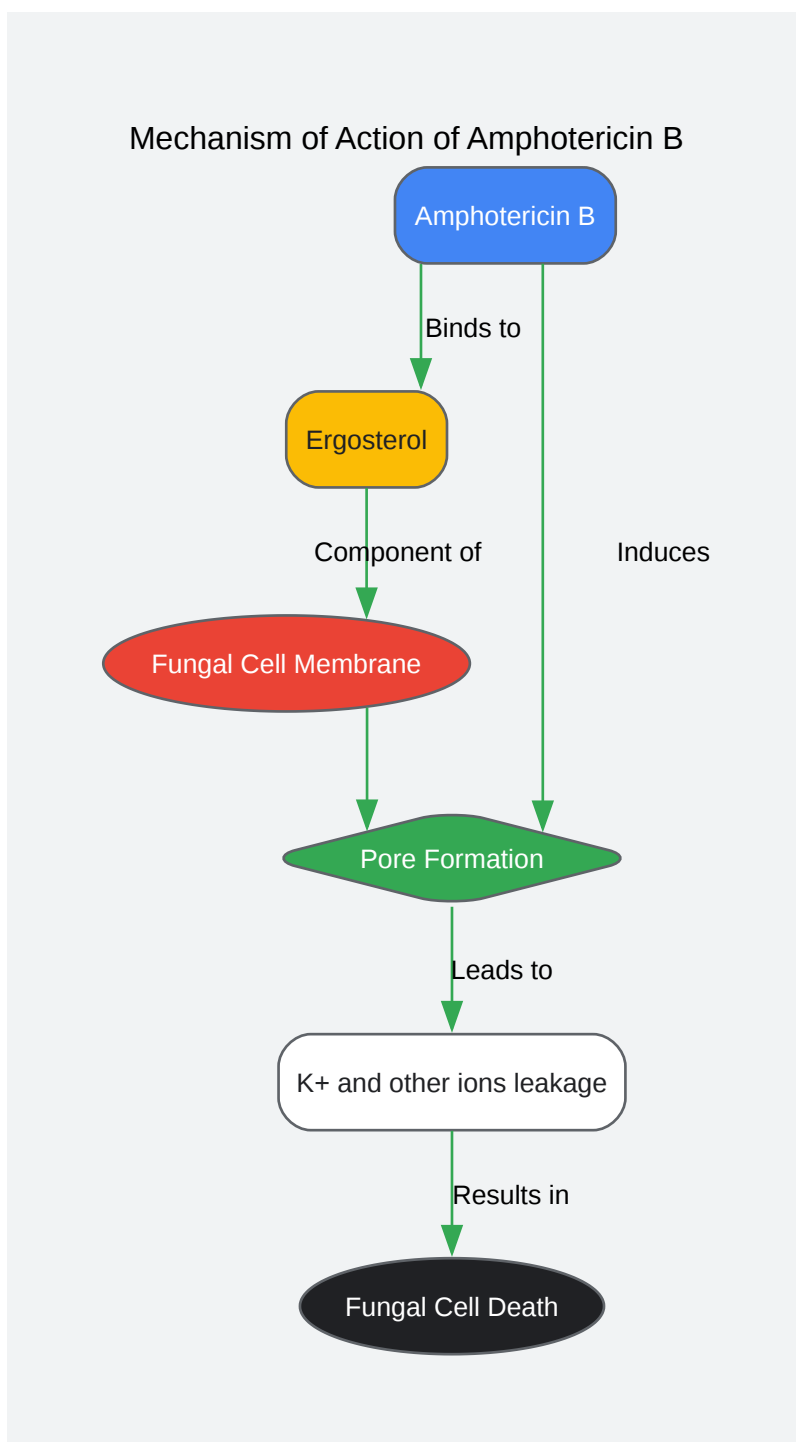 Mechanism of Action of Amphotericin B
Amphotericin B
Binds to
Ergosterol
Component of
Induces
Fungal Cell Membrane
Pore Formation
Leads to
K+ and other ions leakage
Results in
Fungal Cell Death